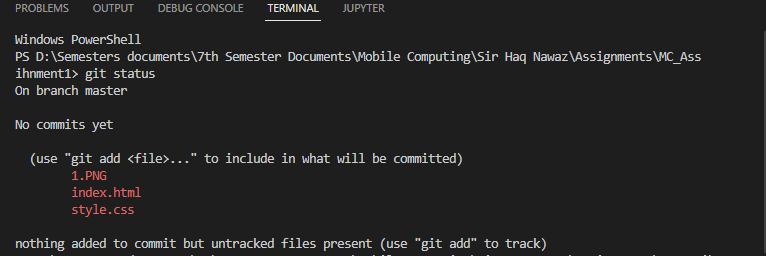 PROBLEMS OUTPUT DEBUG CONSOLE TERMINAL JUPYTER
Windows PowerShell
PS D:\Semesters documents\7th Semester Documents\Mobile Computing\Sir Haq Nawaz\Assignments\MC_Ass
ihnment1> git status
On branch master
No commits yet
(use "git add <file>..." to include in what will be committed)
1.PNG
index.html
style.css
nothing added to commit but untracked files present (use "git add" to track)